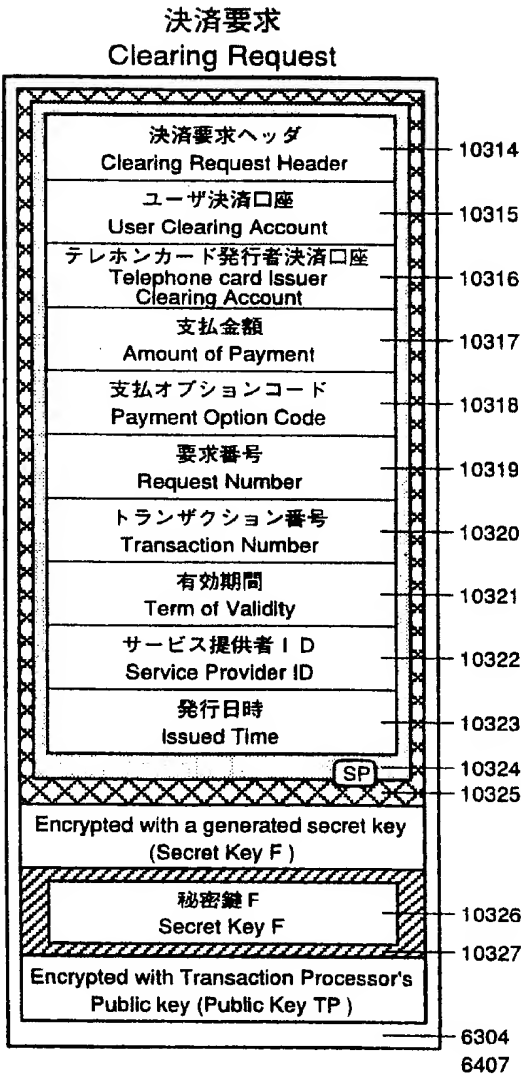 決済要求
Clearing Request
決済要求ヘッダ
Clearing Request Header
10314
ユーザ決済口座
User Clearing Account
10315
テレホンカード発行者決済口座
Telephone card Issuer
Clearing Account
10316
支払金額
Amount of Payment
10317
支払オプションコード
Payment Option Code
10318
要求番号
Request Number
10319
トランザクション番号
Transaction Number
10320
有効期間
Term of Validity
10321
サービス提供者ID
Service Provider ID
10322
発行日時
Issued Time
10323
SP
10324
10325
Encrypted with a generated secret key
(Secret Key F )
秘密鍵F
Secret Key F
10326
10327
Encrypted with Transaction Processor's
Public key (Public Key TP )
6304
6407